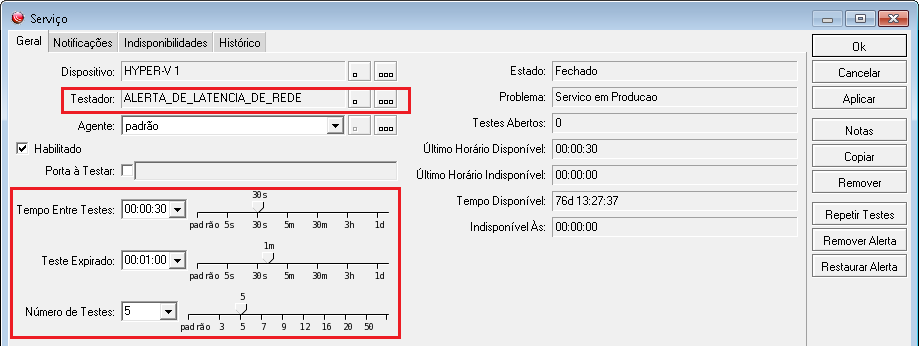 Serviço
Geral Notificações Indisponibilidades Histórico
Dispositivo: HYPER-V 1
Testador: ALERTA_DE_LATENCIA_DE_REDE
Agente: padrão
Habilitado
Porta à Testar:
30s
Tempo Entre Testes: 00:00:30
padrão 5s 30s 5m 30m 3h 1d
1m
Teste Expirado: 00:01:00
padrão 5s 30s 5m 30m 3h 1d
5
Número de Testes: 5
padrão 3 5 7 9 12 16 20 50
Estado: Fechado
Problema: Servico em Producao
Testes Abertos: 0
Último Horário Disponível: 00:00:30
Último Horário Indisponível: 00:00:00
Tempo Disponível: 76d 13:27:37
Indisponível Às: 00:00:00
Ok
Cancelar
Aplicar
Notas
Copiar
Remover
Repetir Testes
Remover Alerta
Restaurar Alerta